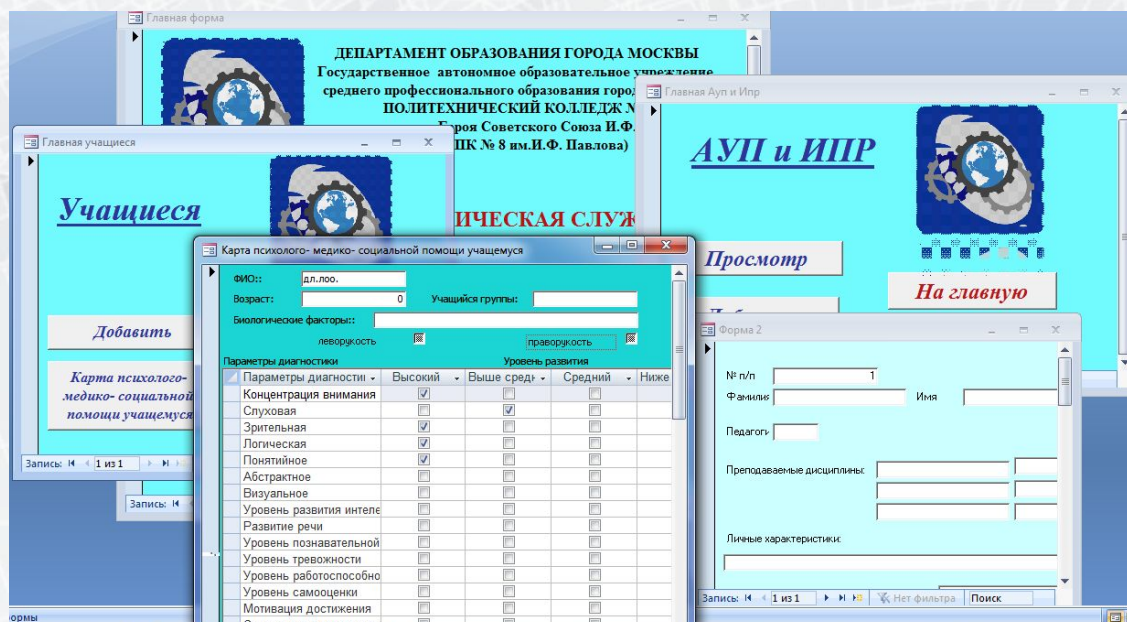 Главная форма
ДЕПАРТАМЕНТ ОБРАЗОВАНИЯ ГОРОДА МОСКВЫ
Государственное автономное образовательное учреждение
среднего профессионального образования город
ПОЛИТЕХНИЧЕСКИЙ КОЛЛЕДЖ №
Героя Советского Союза И.Ф.
ПК № 8 им.И.Ф. Павлова)
ИЧЕСКАЯ СЛУЖ
Запись:
Главная учащиеся
Учащиеся
Добавить
Карта психолого-
медико- социальной
помощи учащемуся
Запись: 1 из 1
Главная Ауп и Ипр
АУП и ИПР
Просмотр
На главную
Карта психолого- медико- социальной помощи учащемуся
ФИО:: дл.лоо.
Возраст: 0 Учащийся группы:
Биологические факторы::
леворукость праворукость
Параметры диагностики Уровень развития
Параметры диагности Высокий Выше средн Средний Ниже
Концентрация внимания
Слуховая
Зрительная
Логическая
Понятийное
Абстрактное
Визуальное
Уровень развития интеле
Развитие речи
Уровень познавательной
Уровень тревожности
Уровень работоспособно
Уровень самооценки
Мотивация достижения
Форма 2
№ п/п 1
Фамилия Имя
Педагоги
Преподаваемые дисциплины:
Личные характеристики:
Запись: 1 из 1 Нет фильтра Поиск
ормы